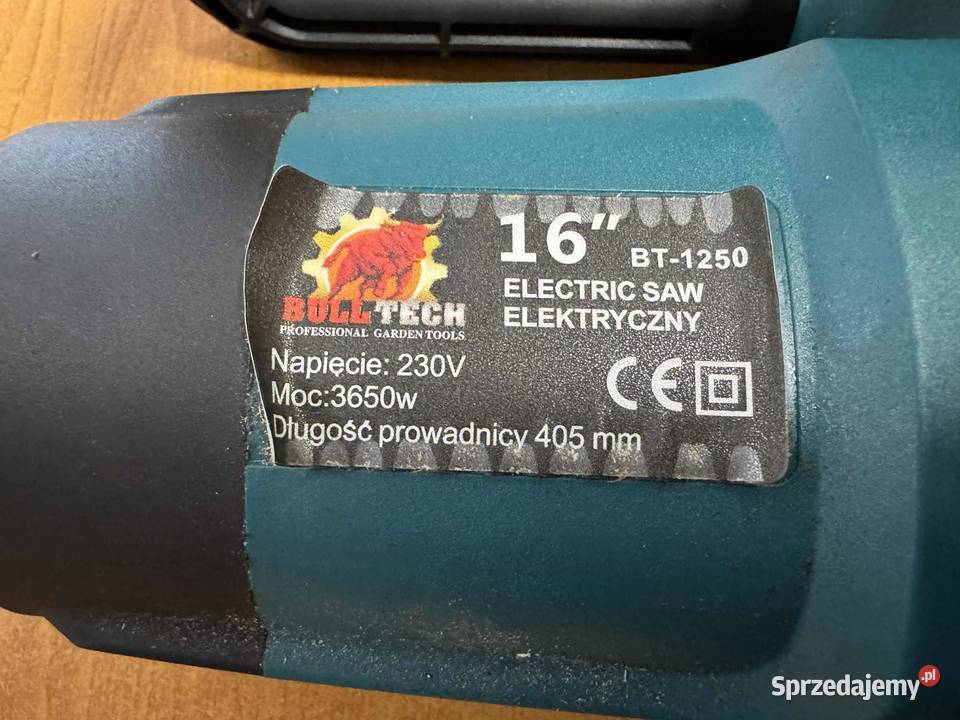 16" BT-1250
ELECTRIC SAW
ELEKTRYCZNY
BULL TECH
PROFESSIONAL GARDEN TOOLS
Napięcie: 230V
Moc:3650w
Długość prowadnicy 405 mm
CE
Sprzedajemy.pl